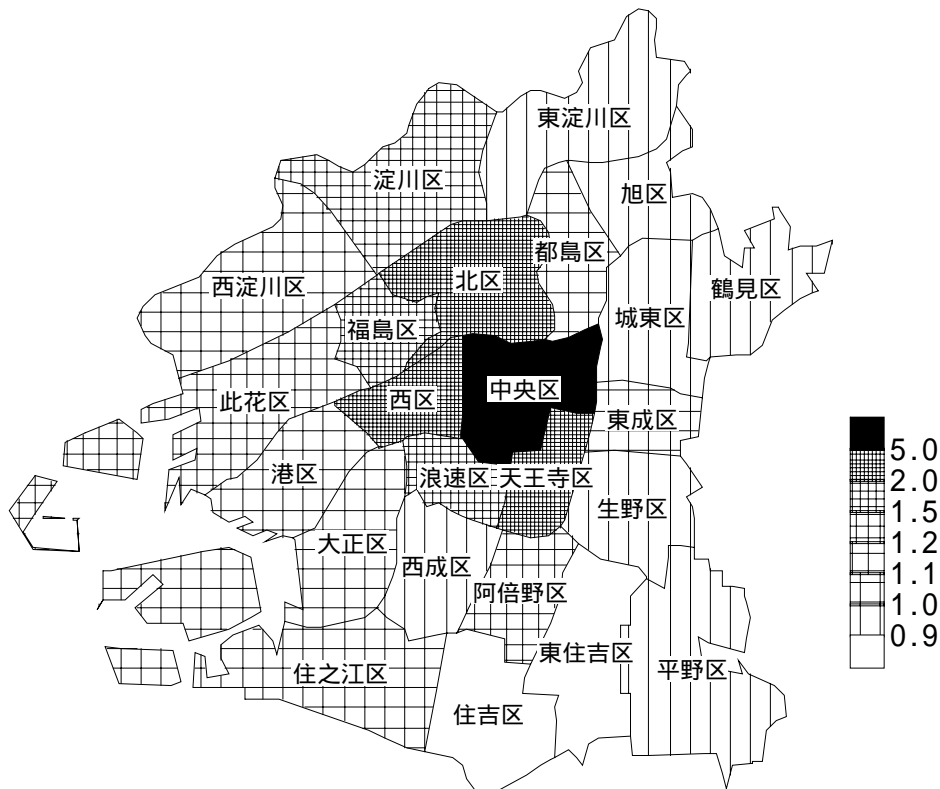 東淀川区
淀川区
旭区
都島区
北区
西淀川区
鶴見区
福島区
城東区
中央区
西区
此花区
東成区
港区
浪速区
天王寺区
生野区
大正区
西成区
阿倍野区
東住吉区
平野区
住之江区
住吉区
5.0
2.0
1.5
1.2
1.1
1.0
0.9